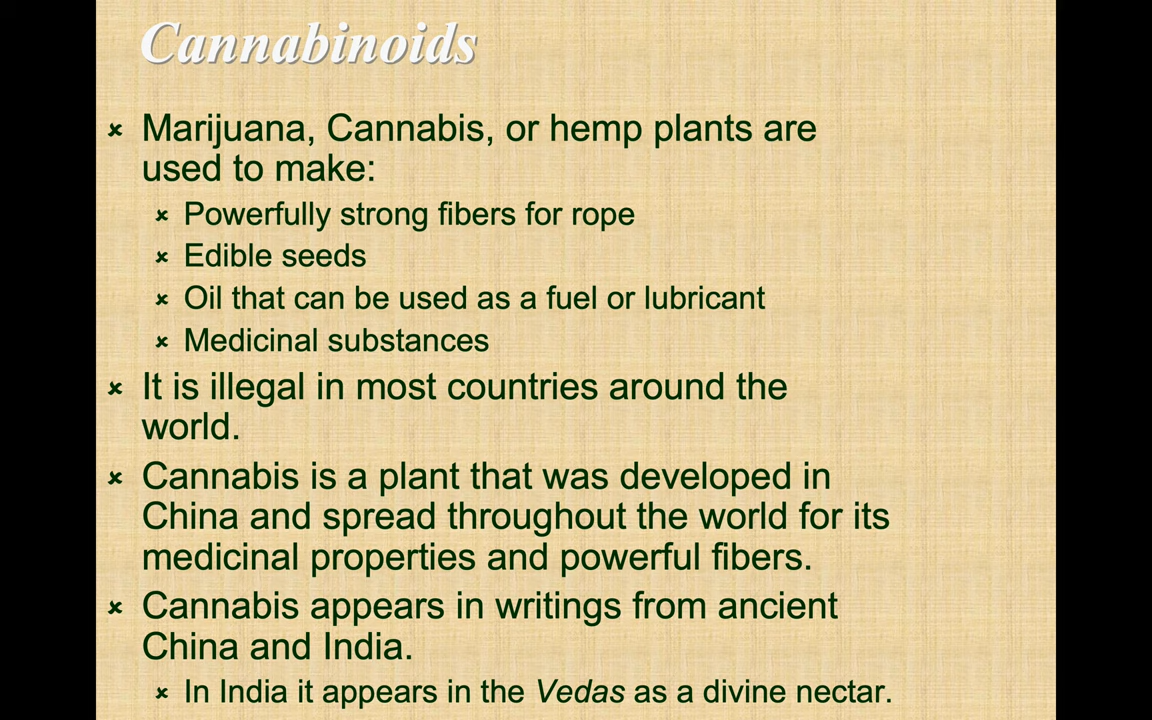 Cannabinoids
Marijuana, Cannabis, or hemp plants are
used to make:
Powerfully strong fibers for rope
Edible seeds
Oil that can be used as a fuel or lubricant
Medicinal substances
It is illegal in most countries around the
world.
Cannabis is a plant that was developed in
China and spread throughout the world for its
medicinal properties and powerful fibers.
Cannabis appears in writings from ancient
China and India.
In India it appears in the Vedas as a divine nectar.